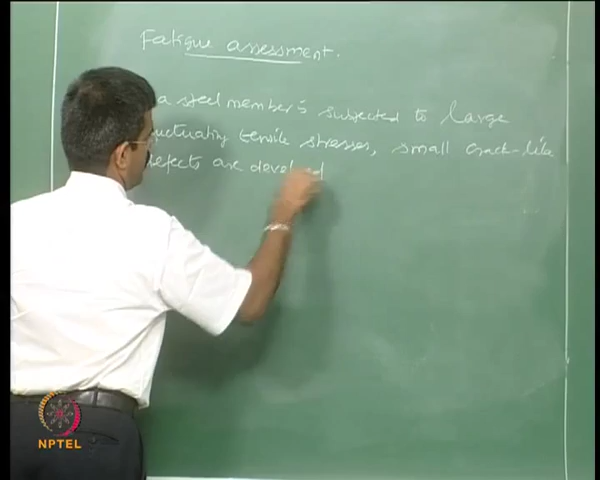 Fatigue assessment.
a steel member is subjected to large
fluctuating tensile stresses, small crack-like
defects are developed
NPTEL